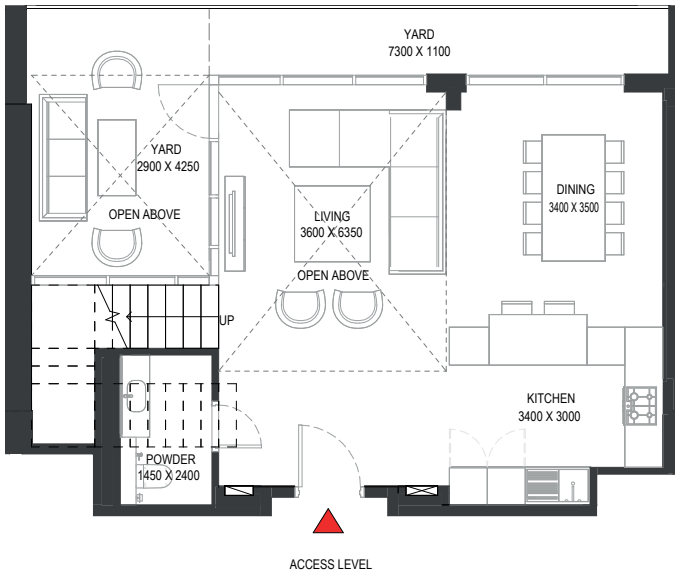 YARD
7300 X 1100
YARD
2900 X 4250
OPEN ABOVE
LIVING
3600 X 6350
OPEN ABOVE
DINING
3400 X 3500
UP
KITCHEN
3400 X 3000
POWDER
1450 X 2400
ACCESS LEVEL